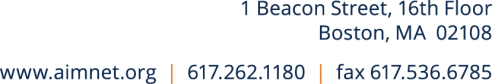 1 Beacon Street, 16th Floor
Boston, MA 02108
www.aimnet.org | 617.262.1180 | fax 617.536.6785